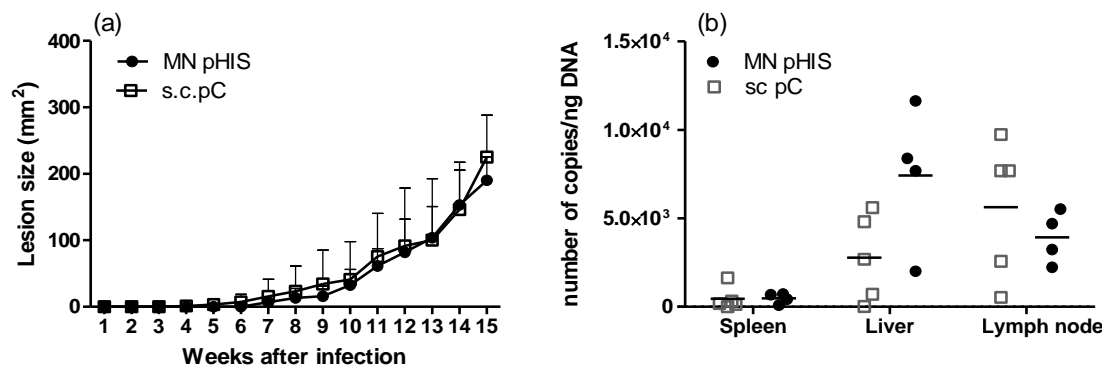 (a)
400
300
200
100
0
Lesion size (mm²)
MN pHIS
s.c.pC
1 2 3 4 5 6 7 8 9 10 11 12 13 14 15
Weeks after infection
(b)
1.5×10⁴
1.0×10⁴
5.0×10³
0
number of copies/ng DNA
MN pHIS
sc pC
Spleen Liver Lymph node